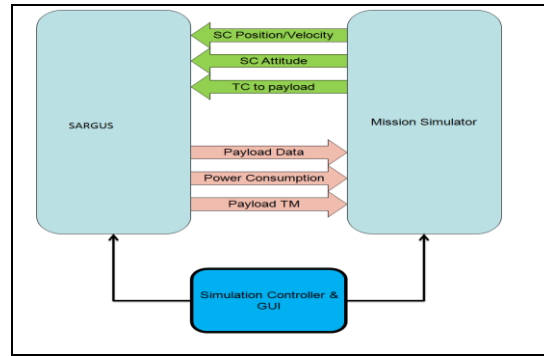 SC Position/Velocity
SC Attitude
TC to payload
SARGUS
Mission Simulator
Payload Data
Power Consumption
Payload TM
Simulation Controller &
GUI